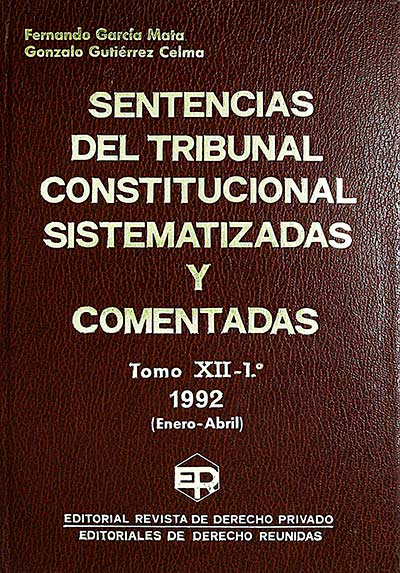 Fernando García Mata
Gonzalo Gutiérrez Celma
SENTENCIAS
DEL TRIBUNAL
CONSTITUCIONAL
SISTEMATIZADAS
Y
COMENTADAS
Tomo XII-1.º
1992
(Enero-Abril)
EDR
EDITORIAL REVISTA DE DERECHO PRIVADO
EDITORIALES DE DERECHO REUNIDAS